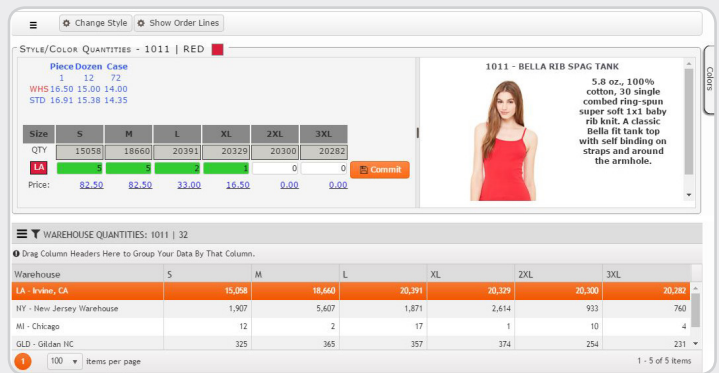 Change Style Show Order Lines
STYLE/COLOR QUANTITIES - 1011 | RED
Piece Dozen Case
1 12 72
WHS 16.50 15.00 14.00
STD 16.91 15.38 14.35
Size S M L XL 2XL 3XL
QTY 15058 18660 20391 20329 20300 20282
LA 5 5 2 1 0 0 Commit
Price: 82.50 82.50 33.00 16.50 0.00 0.00
1011 - BELLA RIB SPAG TANK
5.8 oz., 100%
cotton, 30 single
combed ring-spun
super soft 1x1 baby
rib knit. A classic
Bella fit tank top
with self binding on
straps and around
the armhole.
Colors
WAREHOUSE QUANTITIES: 1011 | 32
Drag Column Headers Here to Group Your Data By That Column.
Warehouse S M L XL 2XL 3XL
LA - Irvine, CA 15,058 18,660 20,391 20,329 20,300 20,282
NY - New Jersey Warehouse 1,907 5,607 1,871 2,614 933 760
MI - Chicago 12 2 17 1 10 4
GLD - Gildan NC 325 365 357 374 254 231
1 100 items per page 1 - 5 of 5 items